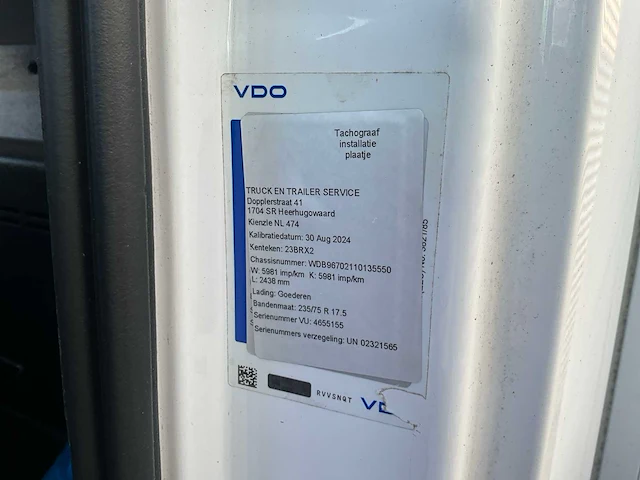 VDO
Tachograaf
installatie
plaatje
TRUCK EN TRAILER SERVICE
Dopplerstraat 41
1704 SR Heerhugowaard
Kienzle NL 474
Kalibratiedatum: 30 Aug 2024
Kenteken: 23BRX2
Chassisnummer: WDB96702110135550
W: 5981 imp/km K: 5981 imp/km
L: 2438 mm
Lading: Goederen
Bandenmaat: 235/75 R 17.5
Serienummer VU: 4655155
Serienummers verzegeling: UN 02321565
RVVSNQT